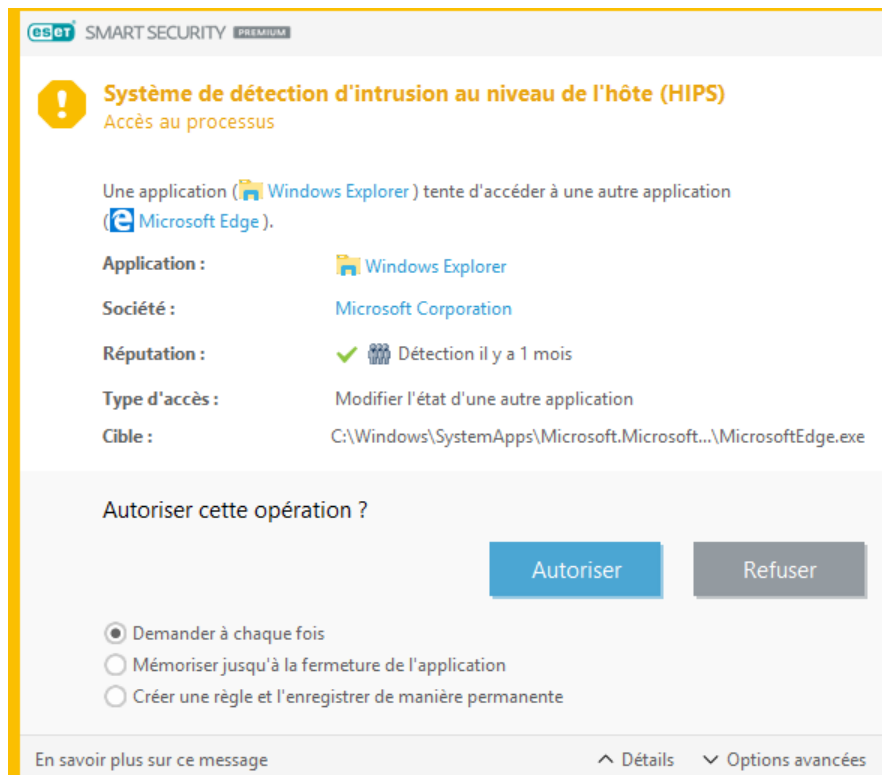 eset SMART SECURITY PREMIUM
Système de détection d'intrusion au niveau de l'hôte (HIPS)
Accès au processus
Une application ( Windows Explorer ) tente d'accéder à une autre application
( Microsoft Edge ).
Application : Windows Explorer
Société : Microsoft Corporation
Réputation : Détection il y a 1 mois
Type d'accès : Modifier l'état d'une autre application
Cible : C:\Windows\SystemApps\Microsoft.Microsoft...\MicrosoftEdge.exe
Autoriser cette opération ?
Autoriser Refuser
Demander à chaque fois
Mémoriser jusqu'à la fermeture de l'application
Créer une règle et l'enregistrer de manière permanente
En savoir plus sur ce message Détails Options avancées